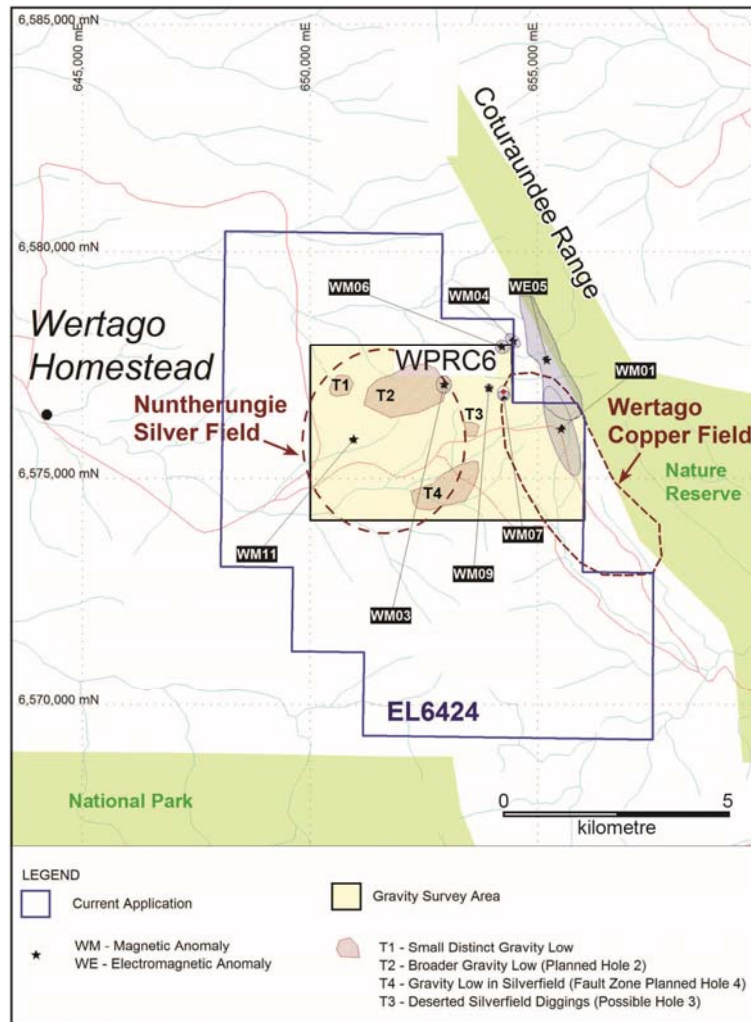 6,585,000 mN
645,000 mE
650,000 mE
655,000 mE
Coturaundee Range
6,580,000 mN
WM06
WM04
WE05
Wertago
Homestead
WPRC6
WM01
T1
T2
Nuntherungie
Silver Field
T3
Wertago
Copper Field
Nature
Reserve
6,575,000 mN
T4
WM11
WM07
WM09
WM03
6,570,000 mN
EL6424
National Park
0 5
kilometre
LEGEND
Current Application
Gravity Survey Area
WM - Magnetic Anomaly
WE - Electromagnetic Anomaly
T1 - Small Distinct Gravity Low
T2 - Broader Gravity Low (Planned Hole 2)
T4 - Gravity Low in Silverfield (Fault Zone Planned Hole 4)
T3 - Deserted Silverfield Diggings (Possible Hole 3)